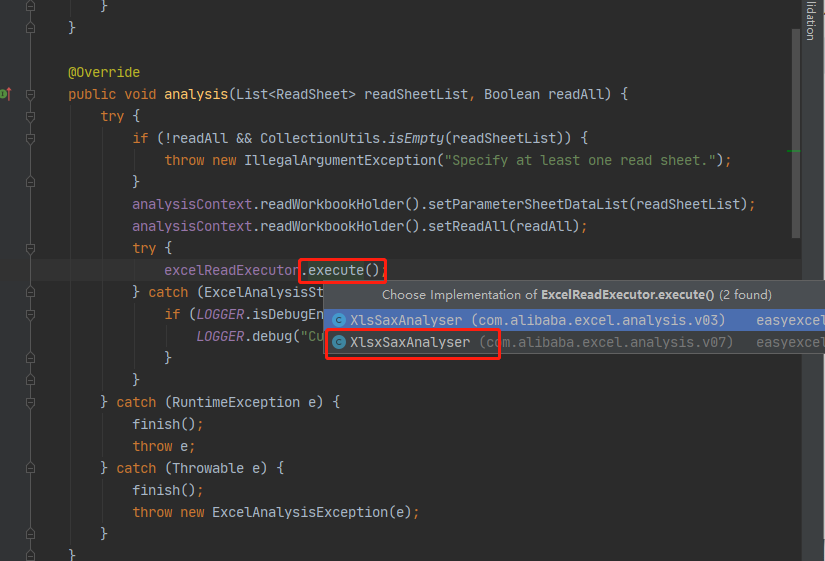 }
}
@Override
public void analysis(List<ReadSheet> readSheetList, Boolean readAll) {
try {
if (!readAll && CollectionUtils.isEmpty(readSheetList)) {
throw new IllegalArgumentException("Specify at least one read sheet.");
}
analysisContext.readWorkbookHolder().setParameterSheetDataList(readSheetList);
analysisContext.readWorkbookHolder().setReadAll(readAll);
try {
excelReadExecutor.execute();
} catch (ExcelAnalysisSt
Choose Implementation of ExcelReadExecutor.execute() (2 found)
if (LOGGER.isDebugEn
C XlsSaxAnalyser (com.alibaba.excel.analysis.v03) easyexcel
LOGGER.debug("Cu
C XlsxSaxAnalyser (com.alibaba.excel.analysis.v07) easyexcel
}
}
} catch (RuntimeException e) {
finish();
throw e;
} catch (Throwable e) {
finish();
throw new ExcelAnalysisException(e);
}
}
lidation